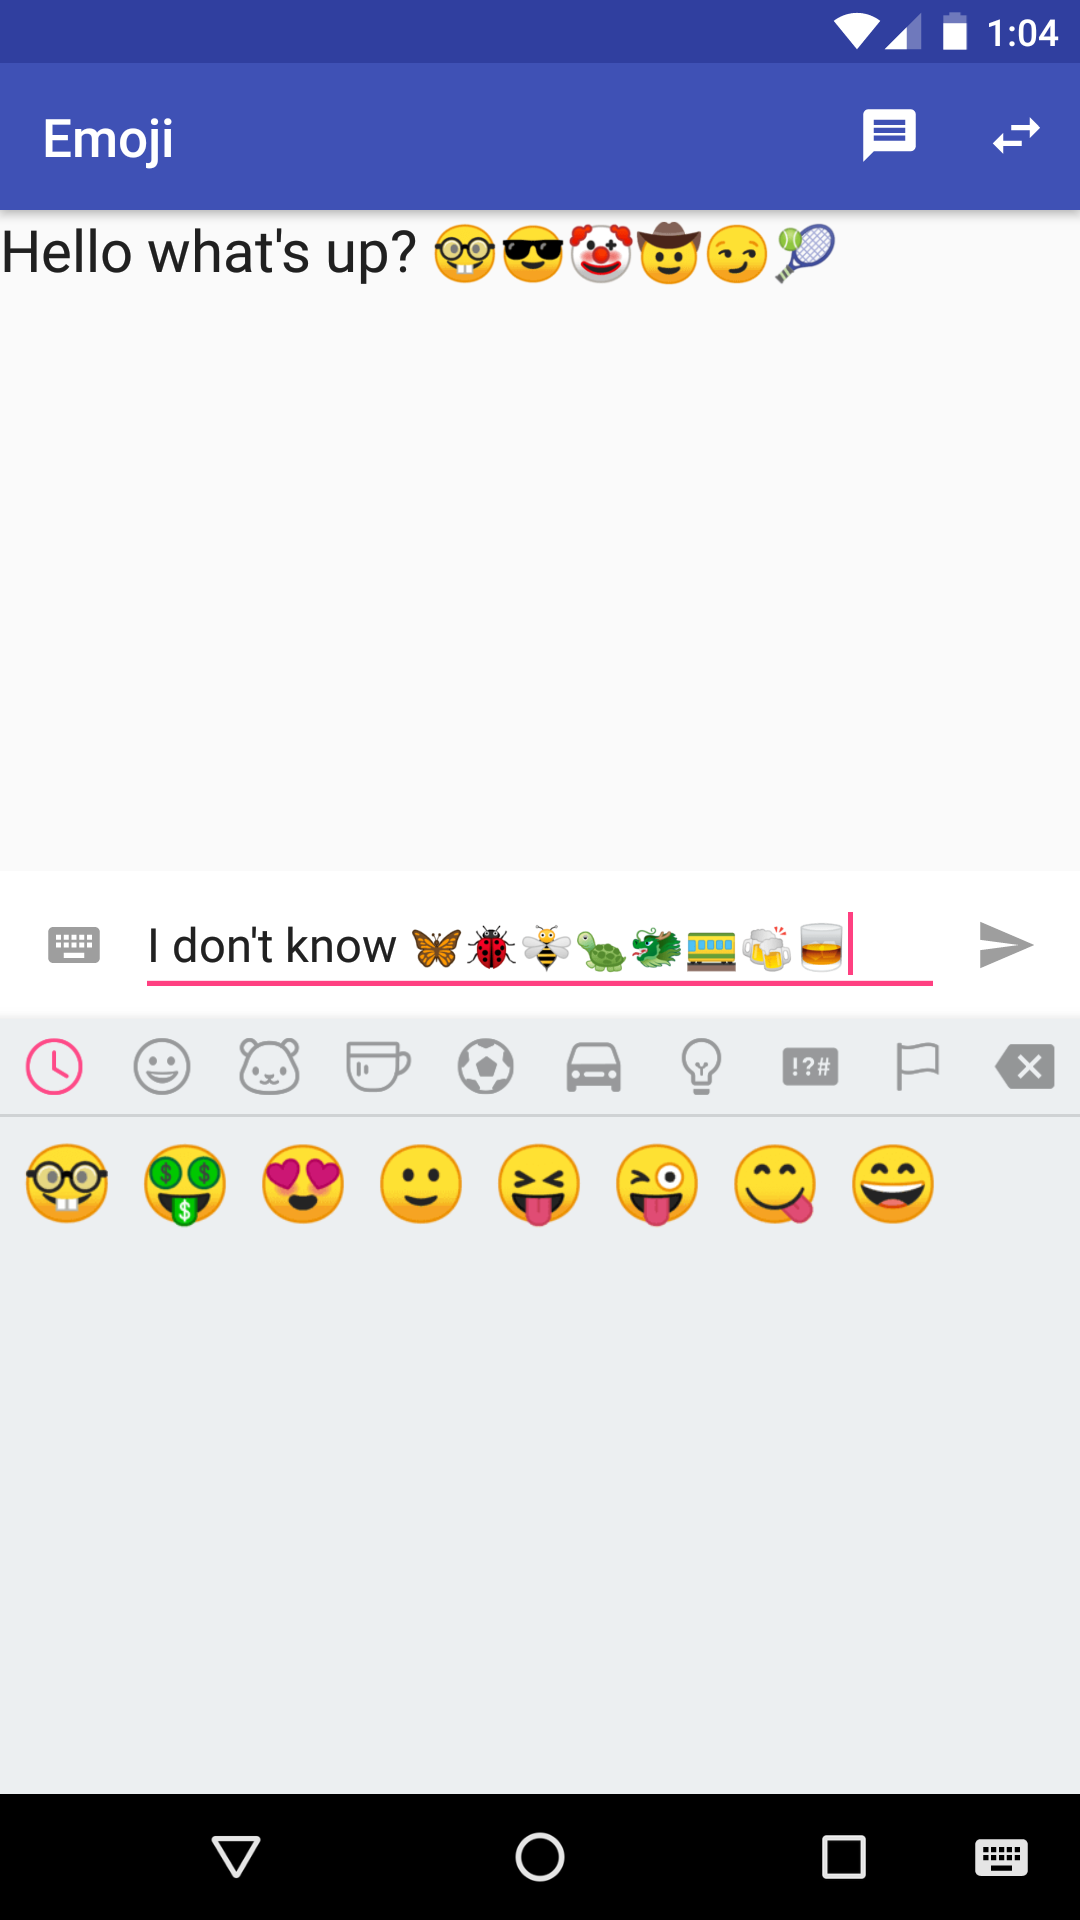 1:04
Emoji
Hello what's up? 🤓😎🤡🤠😏🎾
I don't know 🦋🐞🐝🐢🐲🚃🍻🥃
!?#